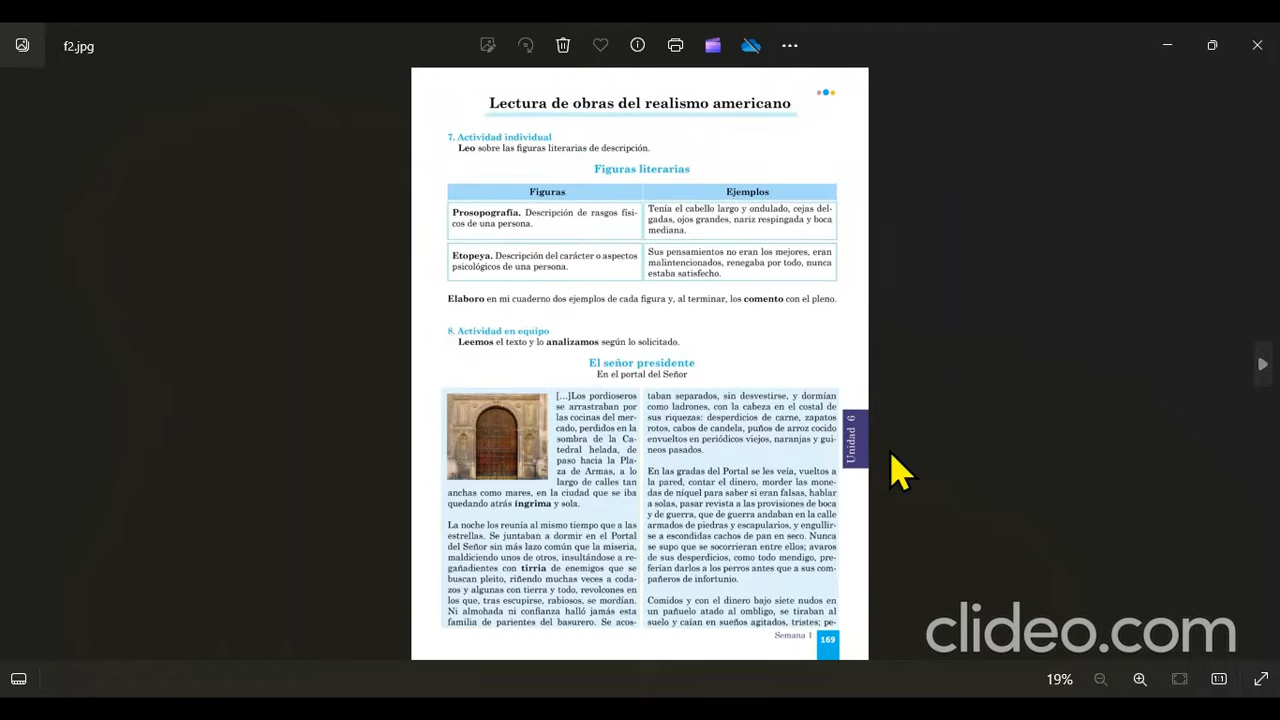 f2.jpg
Lectura de obras del realismo americano
7. Actividad individual
Leo sobre las figuras literarias de descripción.
Figuras literarias
Figuras
Ejemplos
Prosopografía. Descripción de rasgos físi-
cos de una persona.
Tenía el cabello largo y ondulado, cejas del-
gadas, ojos grandes, nariz respingada y boca
mediana.
Etopeya. Descripción del carácter o aspectos
psicológicos de una persona.
Sus pensamientos no eran los mejores, eran
malintencionados, renegaba por todo, nunca
estaba satisfecho.
Elaboro en mi cuaderno dos ejemplos de cada figura y, al terminar, los comento con el pleno.
8. Actividad en equipo
Leemos el texto y lo analizamos según lo solicitado.
El señor presidente
En el portal del Señor
[…]Los pordioseros
se arrastraban por
las cocinas del mer-
cado, perdidos en la
sombra de la Ca-
tedral helada, de
paso hacia la Pla-
za de Armas, a lo
largo de calles tan
anchas como mares, en la ciudad que se iba
quedando atrás íngrima y sola.
La noche los reunía al mismo tiempo que a las
estrellas. Se juntaban a dormir en el Portal
del Señor sin más lazo común que la miseria,
maldiciendo unos de otros, insultándose a re-
gañadientes con tirria de enemigos que se
buscan pleito, riñendo muchas veces a coda-
zos y algunas con tierra y todo, revolcones en
los que, tras escupirse, rabiosos, se mordían.
Ni almohada ni confianza halló jamás esta
familia de parientes del basurero. Se acos-
taban separados, sin desvestirse, y dormían
como ladrones, con la cabeza en el costal de
sus riquezas: desperdicios de carne, zapatos
rotos, cabos de candela, puños de arroz cocido
envueltos en periódicos viejos, naranjas y gui-
neos pasados.
En las gradas del Portal se les veía, vueltos a
la pared, contar el dinero, morder las mone-
das de níquel para saber si eran falsas, hablar
a solas, pasar revista a las provisiones de boca
y de guerra, que de guerra andaban en la calle
armados de piedras y escapularios, y engullir-
se a escondidas cachos de pan en seco. Nunca
se supo que se socorrieran entre ellos; avaros
de sus desperdicios, como todo mendigo, pre-
ferían darlos a los perros antes que a sus com-
pañeros de infortunio.
Comidos y con el dinero bajo siete nudos en
un pañuelo atado al ombligo, se tiraban al
suelo y caían en sueños agitados, tristes; pe-
Unidad 6
Semana 1
169
clideo.com
19%
1:1